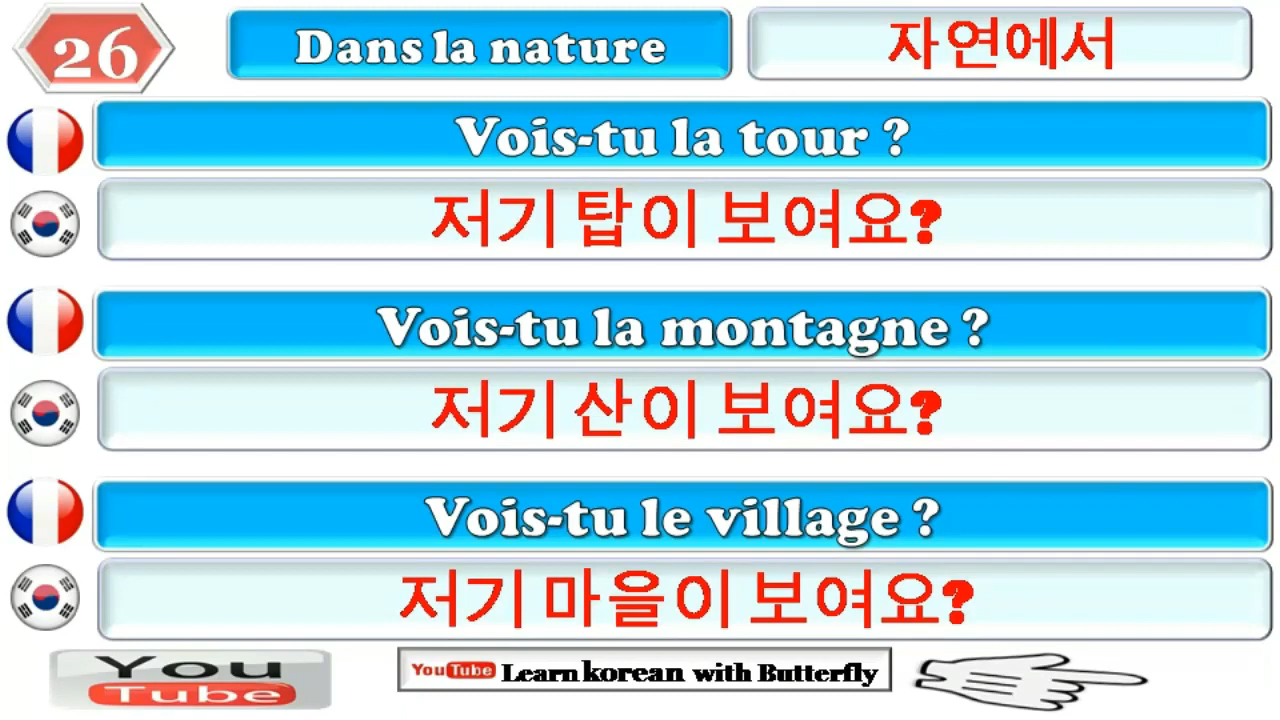 26
Dans la nature
자연에서
Vois-tu la tour ?
저기 탑이 보여요?
Vois-tu la montagne ?
저기 산이 보여요?
Vois-tu le village ?
저기 마을이 보여요?
You Tube
YouTube Learn korean with Butterfly